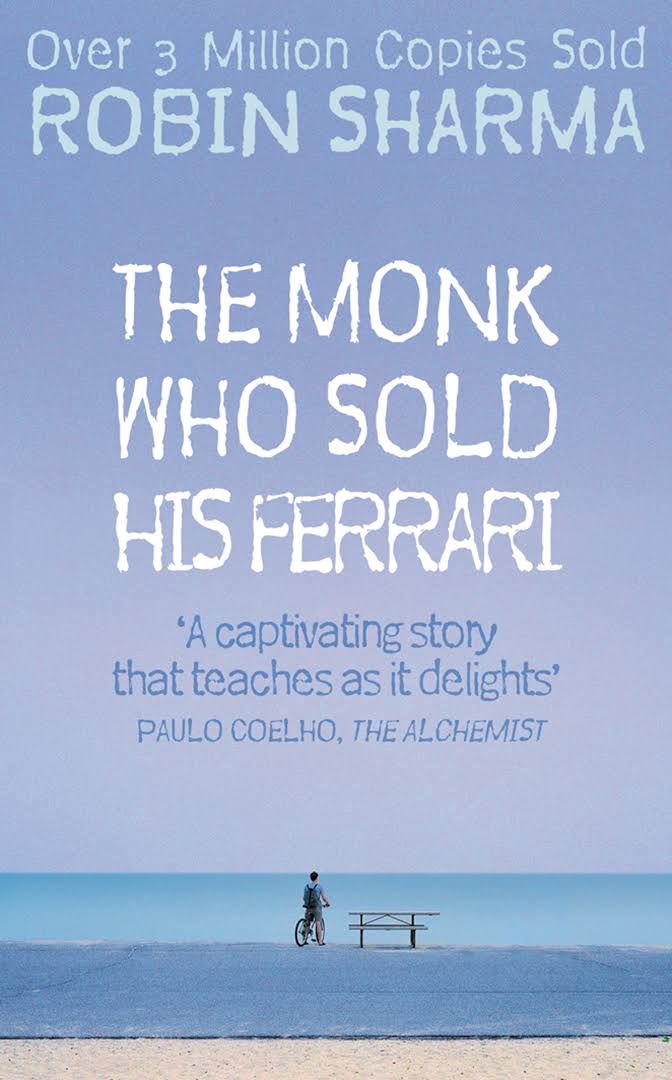 Over 3 Million Copies Sold
ROBIN SHARMA
THE MONK
WHO SOLD
HIS FERRARI
‘A captivating story
that teaches as it delights’
PAULO COELHO, THE ALCHEMIST